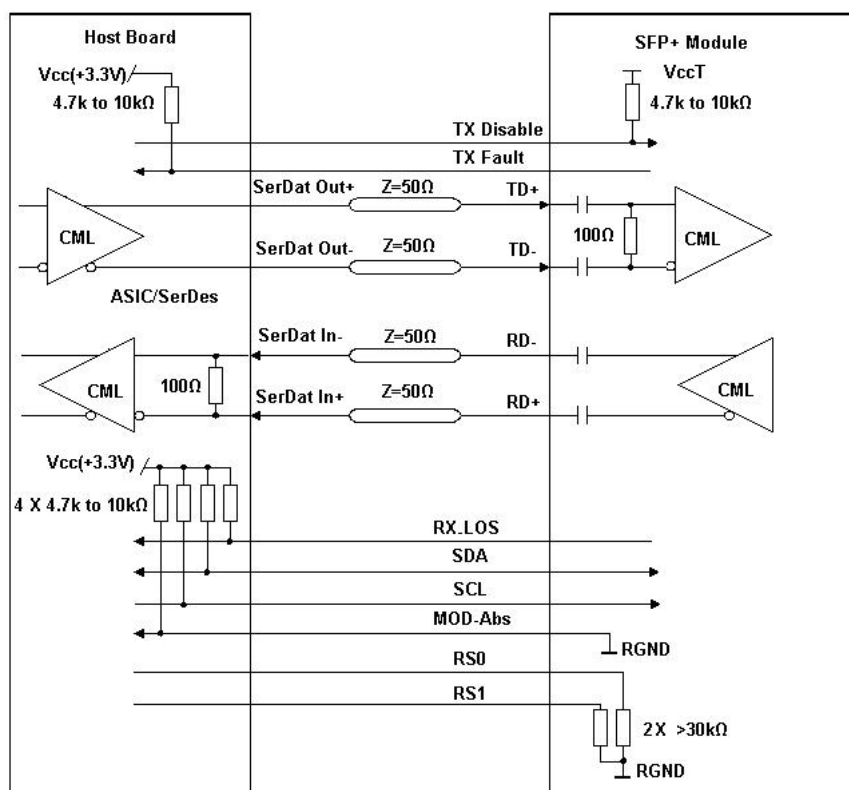 Host Board
SFP+ Module
Vcc(+3.3V)
4.7k to 10kΩ
VccT
4.7k to 10kΩ
TX Disable
TX Fault
SerDat Out+
Z=50Ω
TD+
CML
100Ω
CML
SerDat Out-
Z=50Ω
TD-
ASIC/SerDes
SerDat In-
Z=50Ω
RD-
CML
100Ω
SerDat In+
Z=50Ω
RD+
CML
Vcc(+3.3V)
4 X 4.7k to 10kΩ
RX_LOS
SDA
SCL
MOD-Abs
RGND
RS0
RS1
2 X >30kΩ
RGND